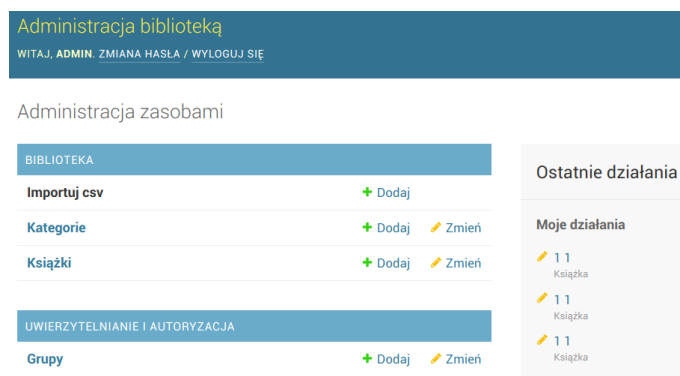 Administracja biblioteką
WITAJ, ADMIN. ZMIANA HASŁA / WYLOGUJ SIĘ
Administracja zasobami
BIBLIOTEKA
Importuj csv Dodaj
Kategorie Dodaj Zmień
Książki Dodaj Zmień
UWIERZYTELNIANIE I AUTORYZACJA
Grupy Dodaj Zmień
Ostatnie działania
Moje działania
1 1
Książka
1 1
Książka
1 1
Książka